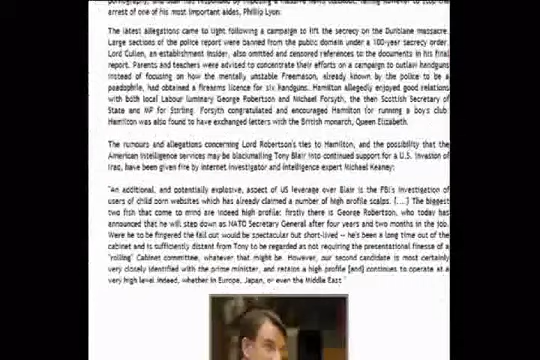 arrest of one of his most important aides, Phillip Lyon.
The latest allegations came to light following a campaign to lift the secrecy on the Dunblane massacre.
Large sections of the police report were banned from the public domain under a 100-year secrecy order.
Lord Cullen, an establishment insider, also omitted and censored references to the documents in his final
report. Parents and teachers were advised to concentrate their efforts on a campaign to outlaw handguns
instead of focusing on how the mentally unstable Freemason, already known by the police to be a
paedophile, had obtained a firearms licence for six handguns. Hamilton allegedly enjoyed good relations
with both local Labour luminary George Robertson and Michael Forsyth, the then Scottish Secretary of
State and MP for Stirling. Forsyth congratulated and encouraged Hamilton for running a boy's club
Hamilton was also found to have exchanged letters with the British monarch, Queen Elizabeth.
The rumours and allegations concerning Lord Robertson's ties to Hamilton, and the possibility that the
American intelligence services may be blackmailing Tony Blair into continued support for a U.S. invasion of
Iraq, have been given fire by internet investigator and intelligence expert Michael Keaney:
"An additional, and potentially explosive, aspect of US leverage over Blair is the FBI's investigation of
users of child porn websites which has already claimed a number of high profile scalps. [...] The biggest
two fish that come to mind are indeed high profile: firstly there is George Robertson, who today has
announced that he will step down as NATO Secretary General after four years and two months in the job.
Were he to be fingered the fall out would be spectacular but short-lived -- he's been a long time out of the
cabinet and is sufficiently distant from Tony to be regarded as not requiring the presentational finesse of a
"rolling" Cabinet committee, whatever that might be. However, our second candidate is most certainly
very closely identified with the prime minister, and retains a high profile [and] continues to operate at a
very high level indeed, whether in Europe, Japan, or even the Middle East "